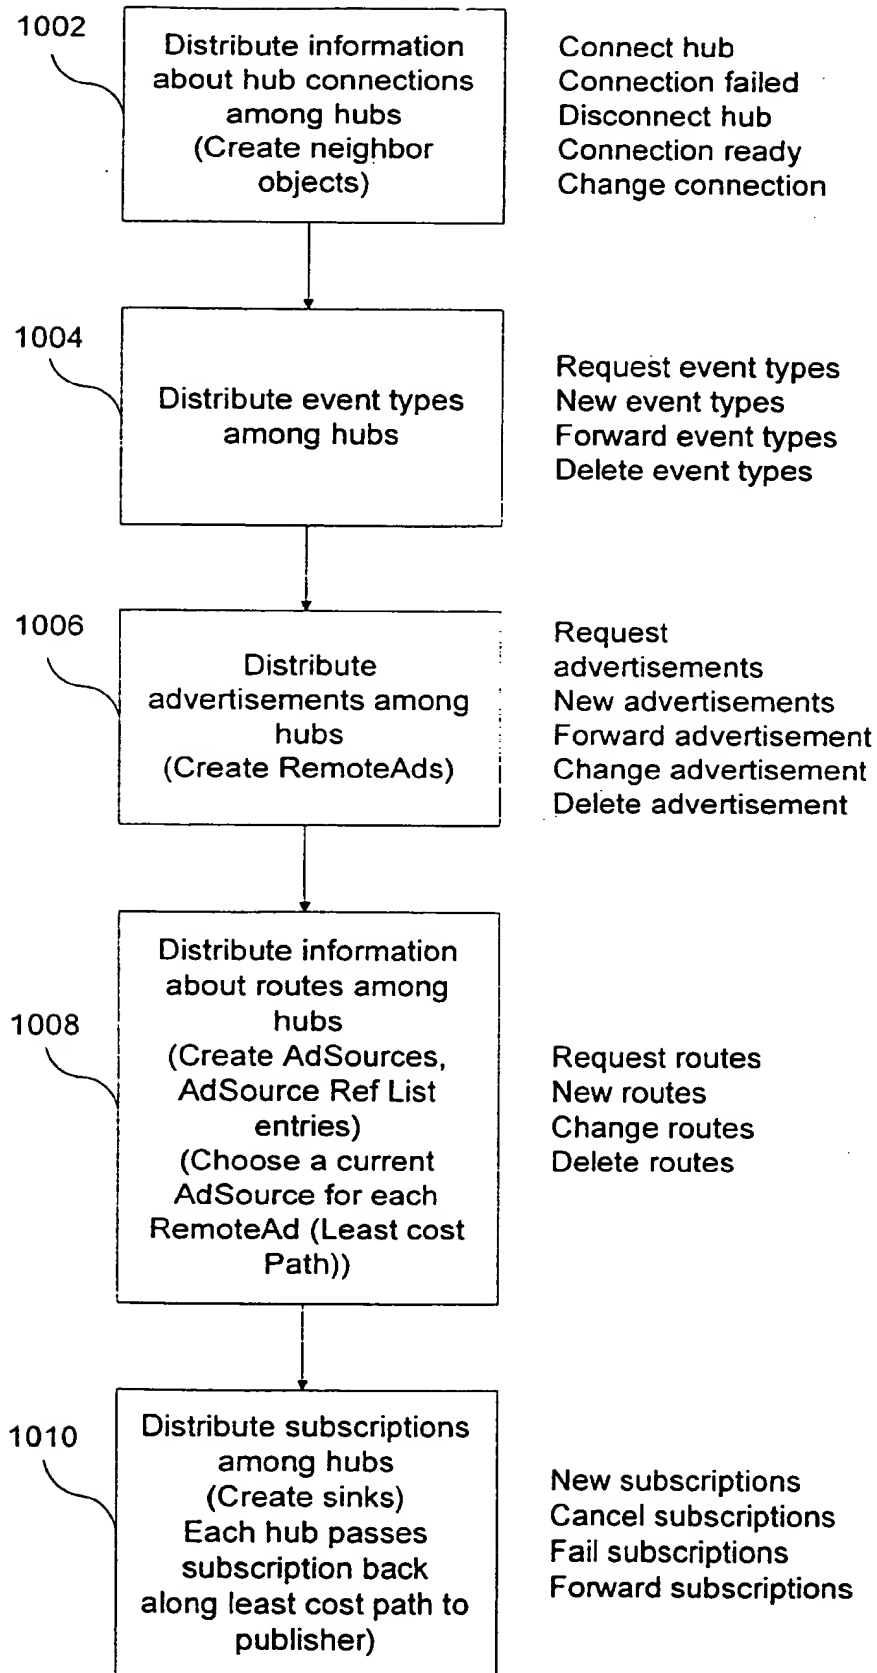 1002
Distribute information
about hub connections
among hubs
(Create neighbor
objects)
Connect hub
Connection failed
Disconnect hub
Connection ready
Change connection
1004
Distribute event types
among hubs
Request event types
New event types
Forward event types
Delete event types
1006
Distribute
advertisements among
hubs
(Create RemoteAds)
Request
advertisements
New advertisements
Forward advertisement
Change advertisement
Delete advertisement
1008
Distribute information
about routes among
hubs
(Create AdSources,
AdSource Ref List
entries)
(Choose a current
AdSource for each
RemoteAd (Least cost
Path))
Request routes
New routes
Change routes
Delete routes
1010
Distribute subscriptions
among hubs
(Create sinks)
Each hub passes
subscription back
along least cost path to
publisher)
New subscriptions
Cancel subscriptions
Fail subscriptions
Forward subscriptions